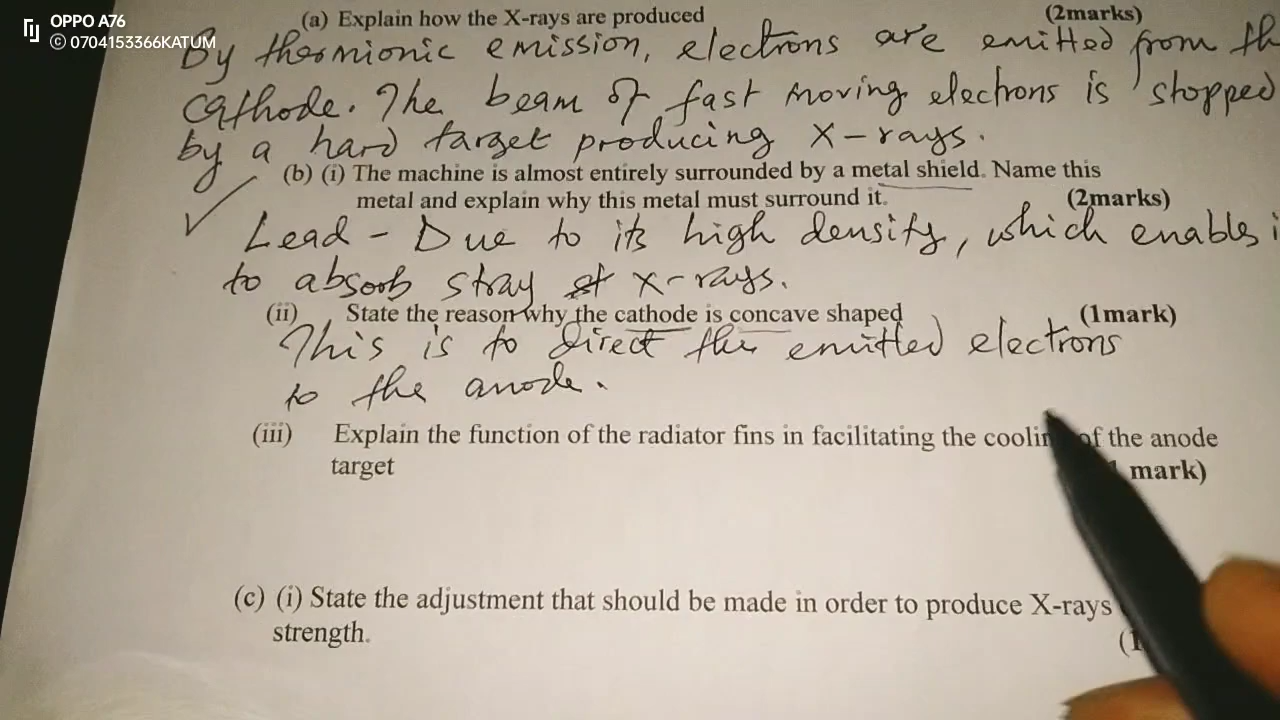 OPPO A76
© 0704153366KATUM
(a) Explain how the X-rays are produced (2marks)
By thermionic emission, electrons are emitted from
cathode. The beam of fast moving electrons is stopped
by a hard target producing X-rays.
(b) (i) The machine is almost entirely surrounded by a metal shield. Name this
metal and explain why this metal must surround it. (2marks)
Lead - Due to its high density, which enables
to absorb stray X-rays.
(ii) State the reason why the cathode is concave shaped (1mark)
This is to direct the emitted electrons
to the anode.
(iii) Explain the function of the radiator fins in facilitating the of the anode
target mark)
(c) (i) State the adjustment that should be made in order to produce X-rays
strength.